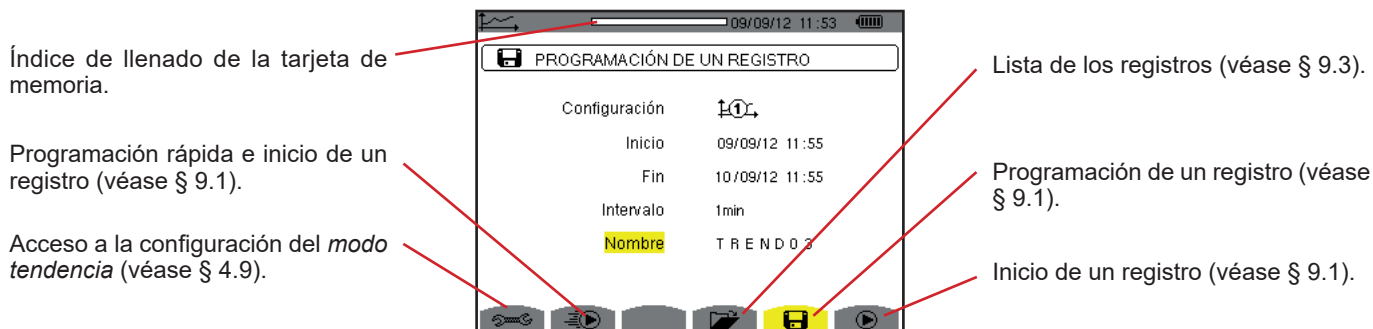 09/09/12 11:53
Índice de llenado de la tarjeta de
memoria.
PROGRAMACIÓN DE UN REGISTRO
Lista de los registros (véase § 9.3).
Configuración 1
Inicio 09/09/12 11:55
Programación rápida e inicio de un
registro (véase § 9.1).
Fin 10/09/12 11:55
Programación de un registro (véase
§ 9.1).
Intervalo 1min
Nombre TREND03
Acceso a la configuración del modo
tendencia (véase § 4.9).
Inicio de un registro (véase § 9.1).